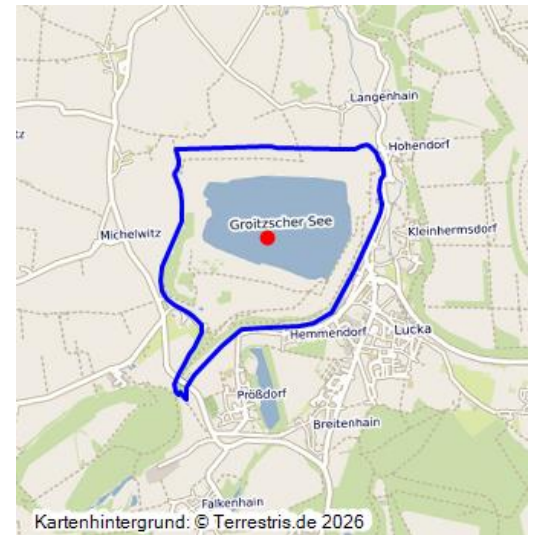 Langenhain
Hohendorf
tz
Groitzscher See
Michelwitz
Kleinhermsdorf
Hemmendorf
Lucka
Prößdorf
Breitenhain
Falkenhain
Kartenhintergrund: © Terrestris.de 2026